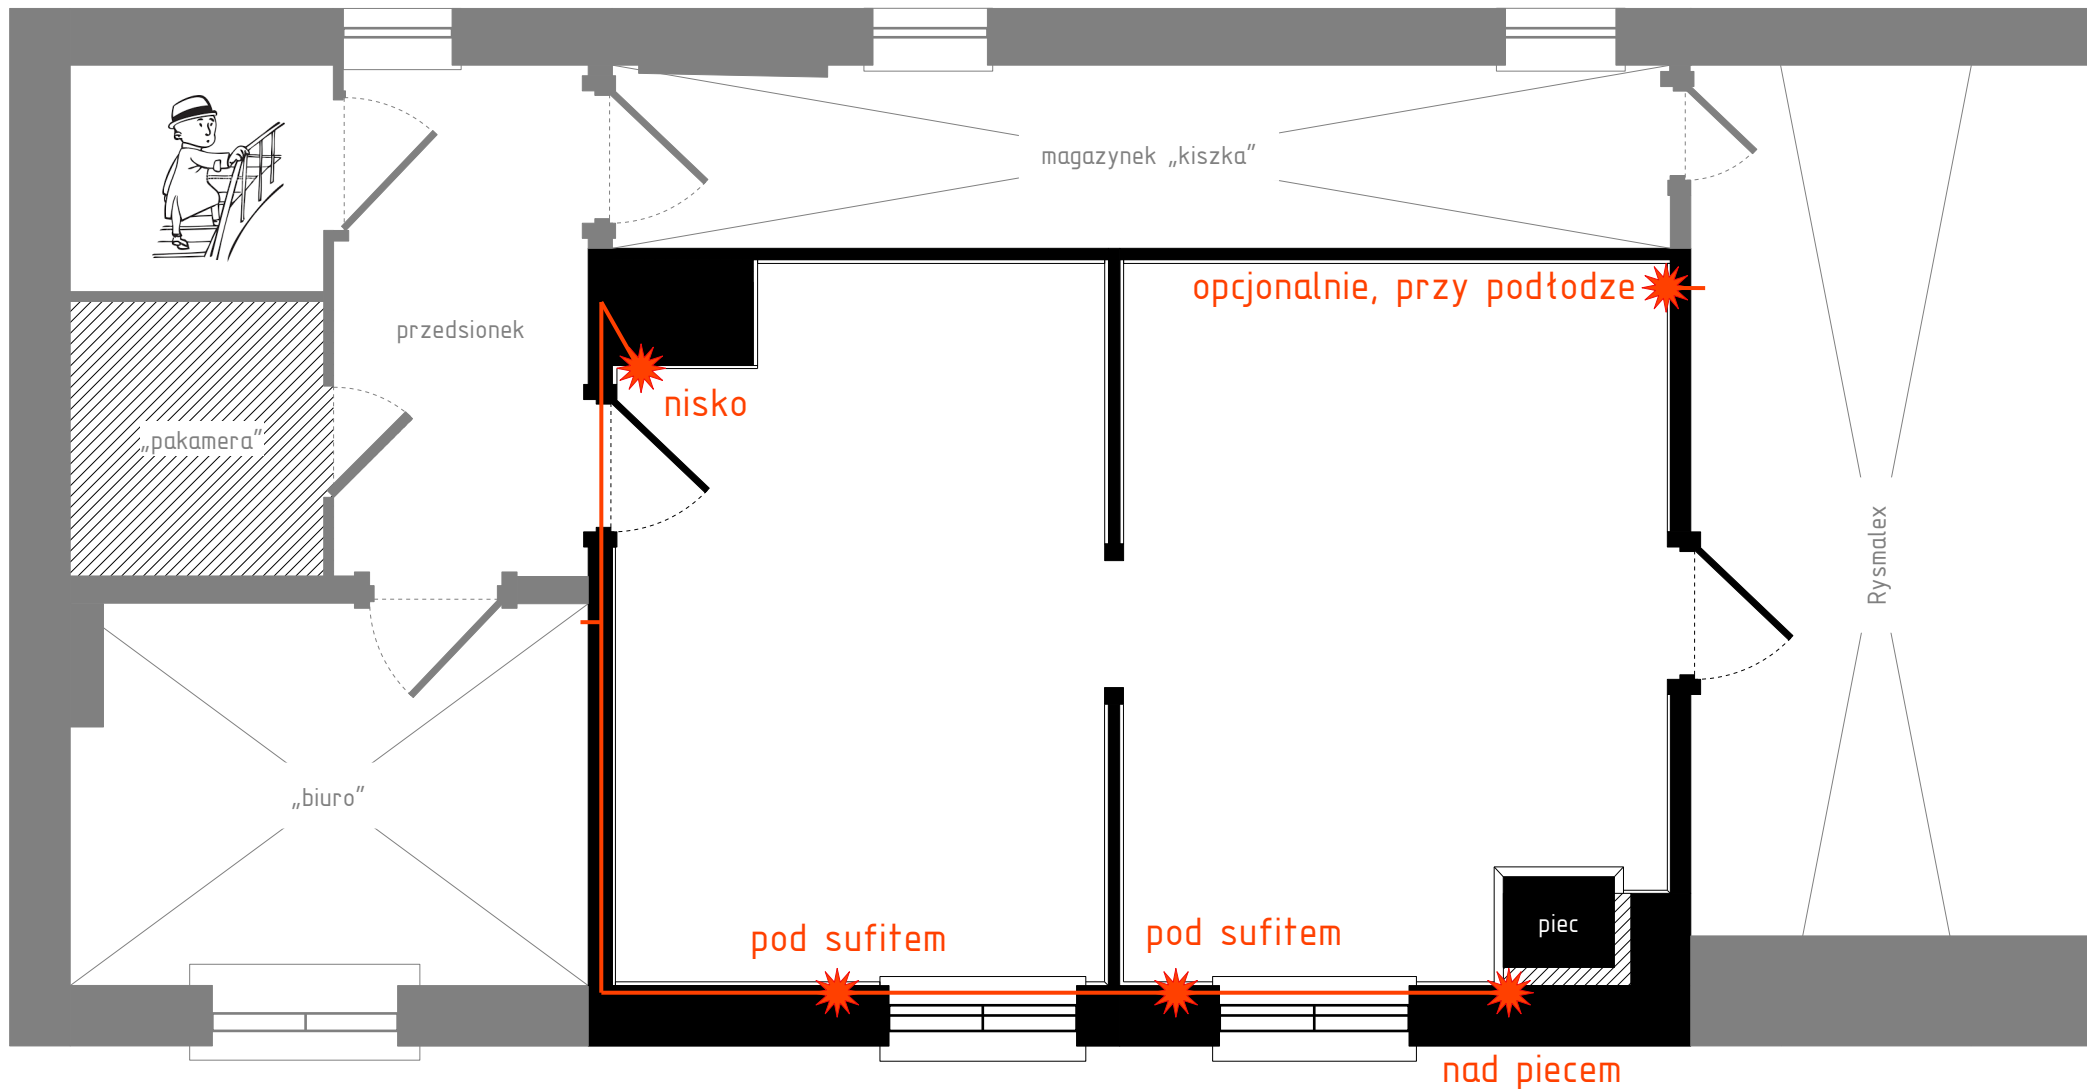 magazynek „kiszka”
opcjonalnie, przy podłodze
przedsionek
nisko
„pakamera”
Rysmalex
„biuro”
pod sufitem
pod sufitem
piec
nad piecem